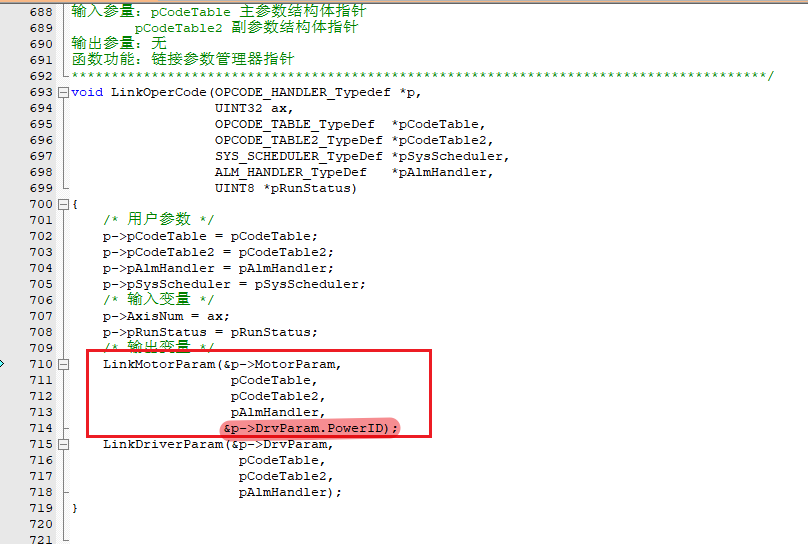 688 输入参量：pCodeTable 主参数结构体指针
689 pCodeTable2 副参数结构体指针
690 输出参量：无
691 函数功能：链接参数管理器指针
692 ***************************************************************************************/
693 void LinkOperCode(OPCODE_HANDLER_Typedef *p,
694 UINT32 ax,
695 OPCODE_TABLE_TypeDef *pCodeTable,
696 OPCODE_TABLE2_TypeDef *pCodeTable2,
697 SYS_SCHEDULER_TypeDef *pSysScheduler,
698 ALM_HANDLER_TypeDef *pAlmHandler,
699 UINT8 *pRunStatus)
700 {
701 /* 用户参数 */
702 p->pCodeTable = pCodeTable;
703 p->pCodeTable2 = pCodeTable2;
704 p->pAlmHandler = pAlmHandler;
705 p->pSysScheduler = pSysScheduler;
706 /* 输入变量 */
707 p->AxisNum = ax;
708 p->pRunStatus = pRunStatus;
709 /* 输出变量 */
710 LinkMotorParam(&p->MotorParam,
711 pCodeTable,
712 pCodeTable2,
713 pAlmHandler,
714 &p->DrvParam.PowerID);
715 LinkDriverParam(&p->DrvParam,
716 pCodeTable,
717 pCodeTable2,
718 pAlmHandler);
719 }
720
721